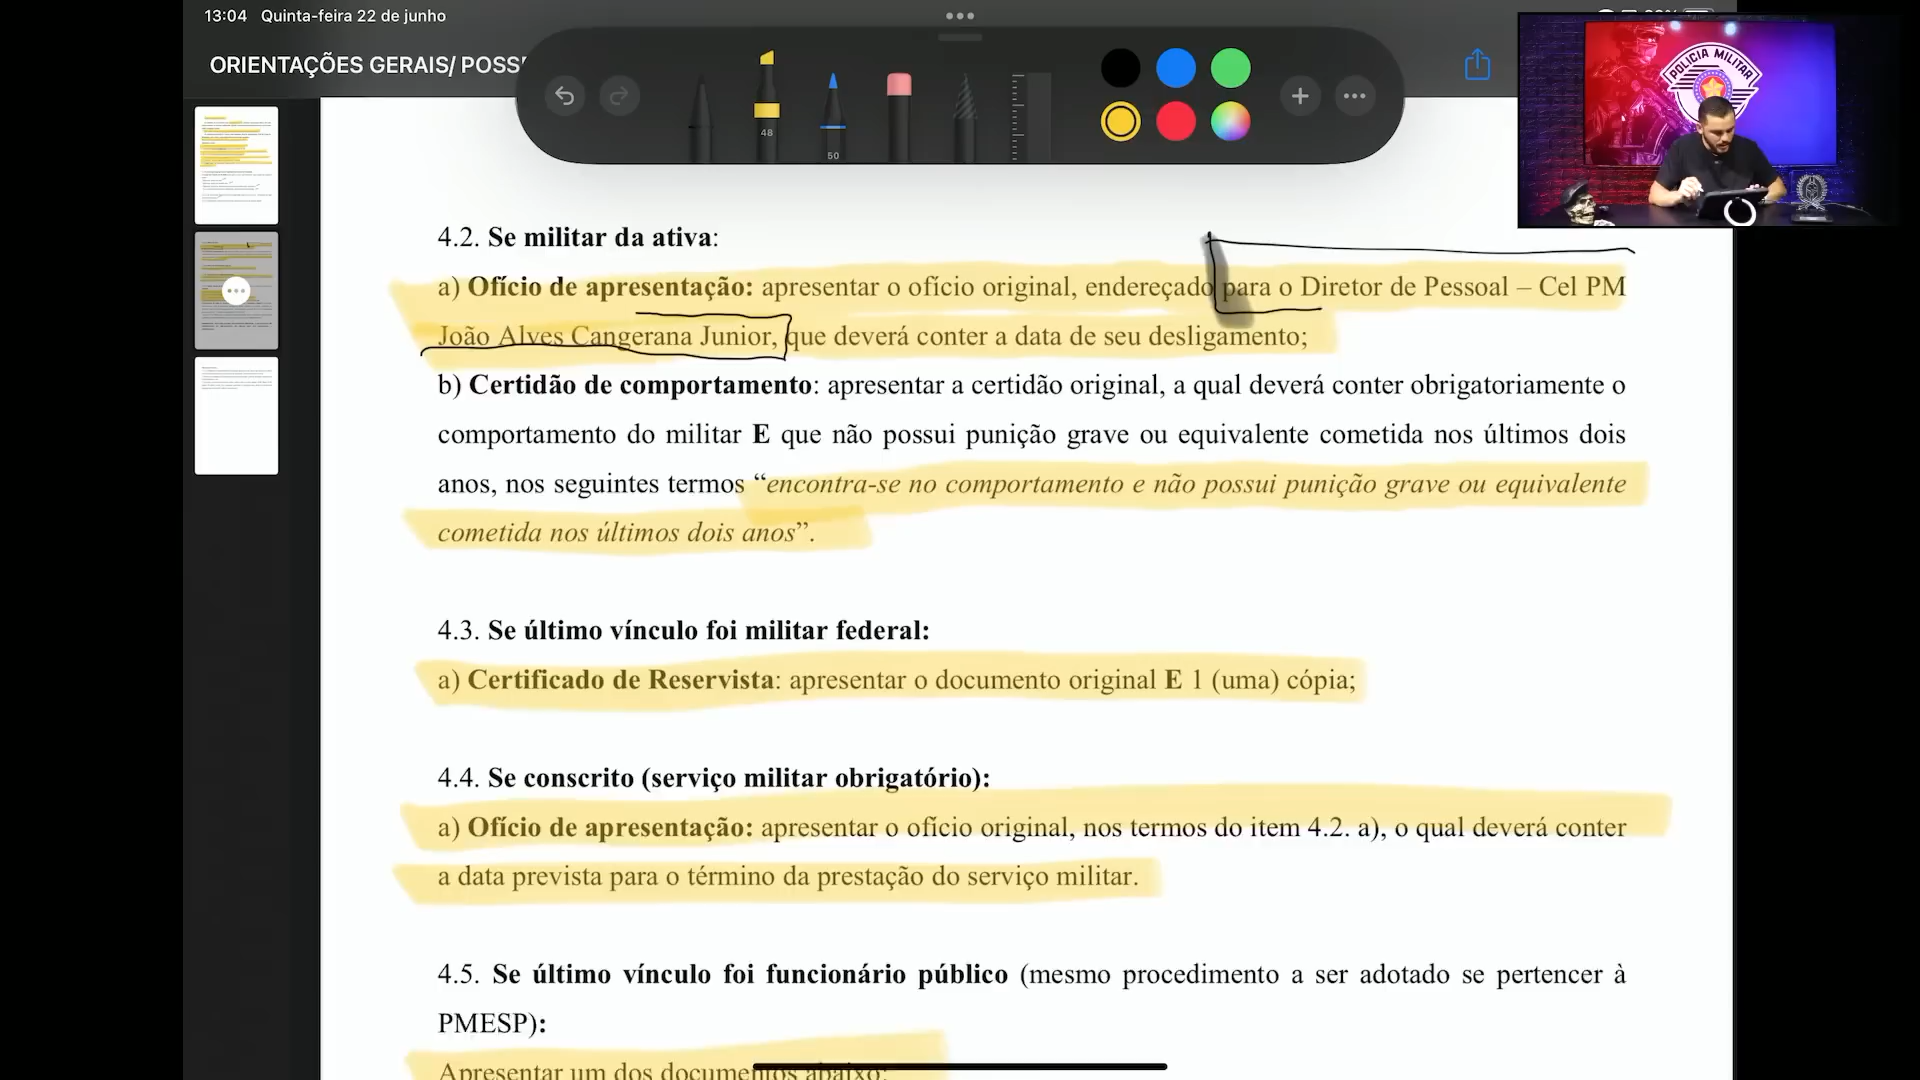 13:04 Quinta-feira 22 de junho
ORIENTAÇÕES GERAIS/ POSS
48
50
POLÍCIA MILITAR
4.2. Se militar da ativa:
a) Ofício de apresentação: apresentar o ofício original, endereçado para o Diretor de Pessoal – Cel PM
João Alves Cangerana Junior, que deverá conter a data de seu desligamento;
b) Certidão de comportamento: apresentar a certidão original, a qual deverá conter obrigatoriamente o
comportamento do militar E que não possui punição grave ou equivalente cometida nos últimos dois
anos, nos seguintes termos “encontra-se no comportamento e não possui punição grave ou equivalente
cometida nos últimos dois anos”.
4.3. Se último vínculo foi militar federal:
a) Certificado de Reservista: apresentar o documento original E 1 (uma) cópia;
4.4. Se conscrito (serviço militar obrigatório):
a) Ofício de apresentação: apresentar o ofício original, nos termos do item 4.2. a), o qual deverá conter
a data prevista para o término da prestação do serviço militar.
4.5. Se último vínculo foi funcionário público (mesmo procedimento a ser adotado se pertencer à
PMESP):
Apresentar um dos documentos abaixo: